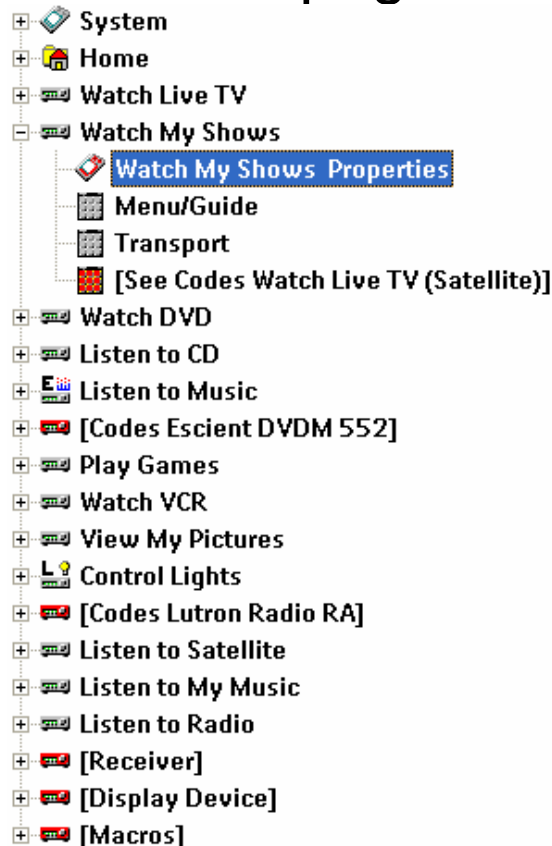 System
Home
Watch Live TV
Watch My Shows
Watch My Shows Properties
Menu/Guide
Transport
[See Codes Watch Live TV (Satellite)]
Watch DVD
Listen to CD
Listen to Music
[Codes Escient DVDM 552]
Play Games
Watch VCR
View My Pictures
Control Lights
[Codes Lutron Radio RA]
Listen to Satellite
Listen to My Music
Listen to Radio
[Receiver]
[Display Device]
[Macros]